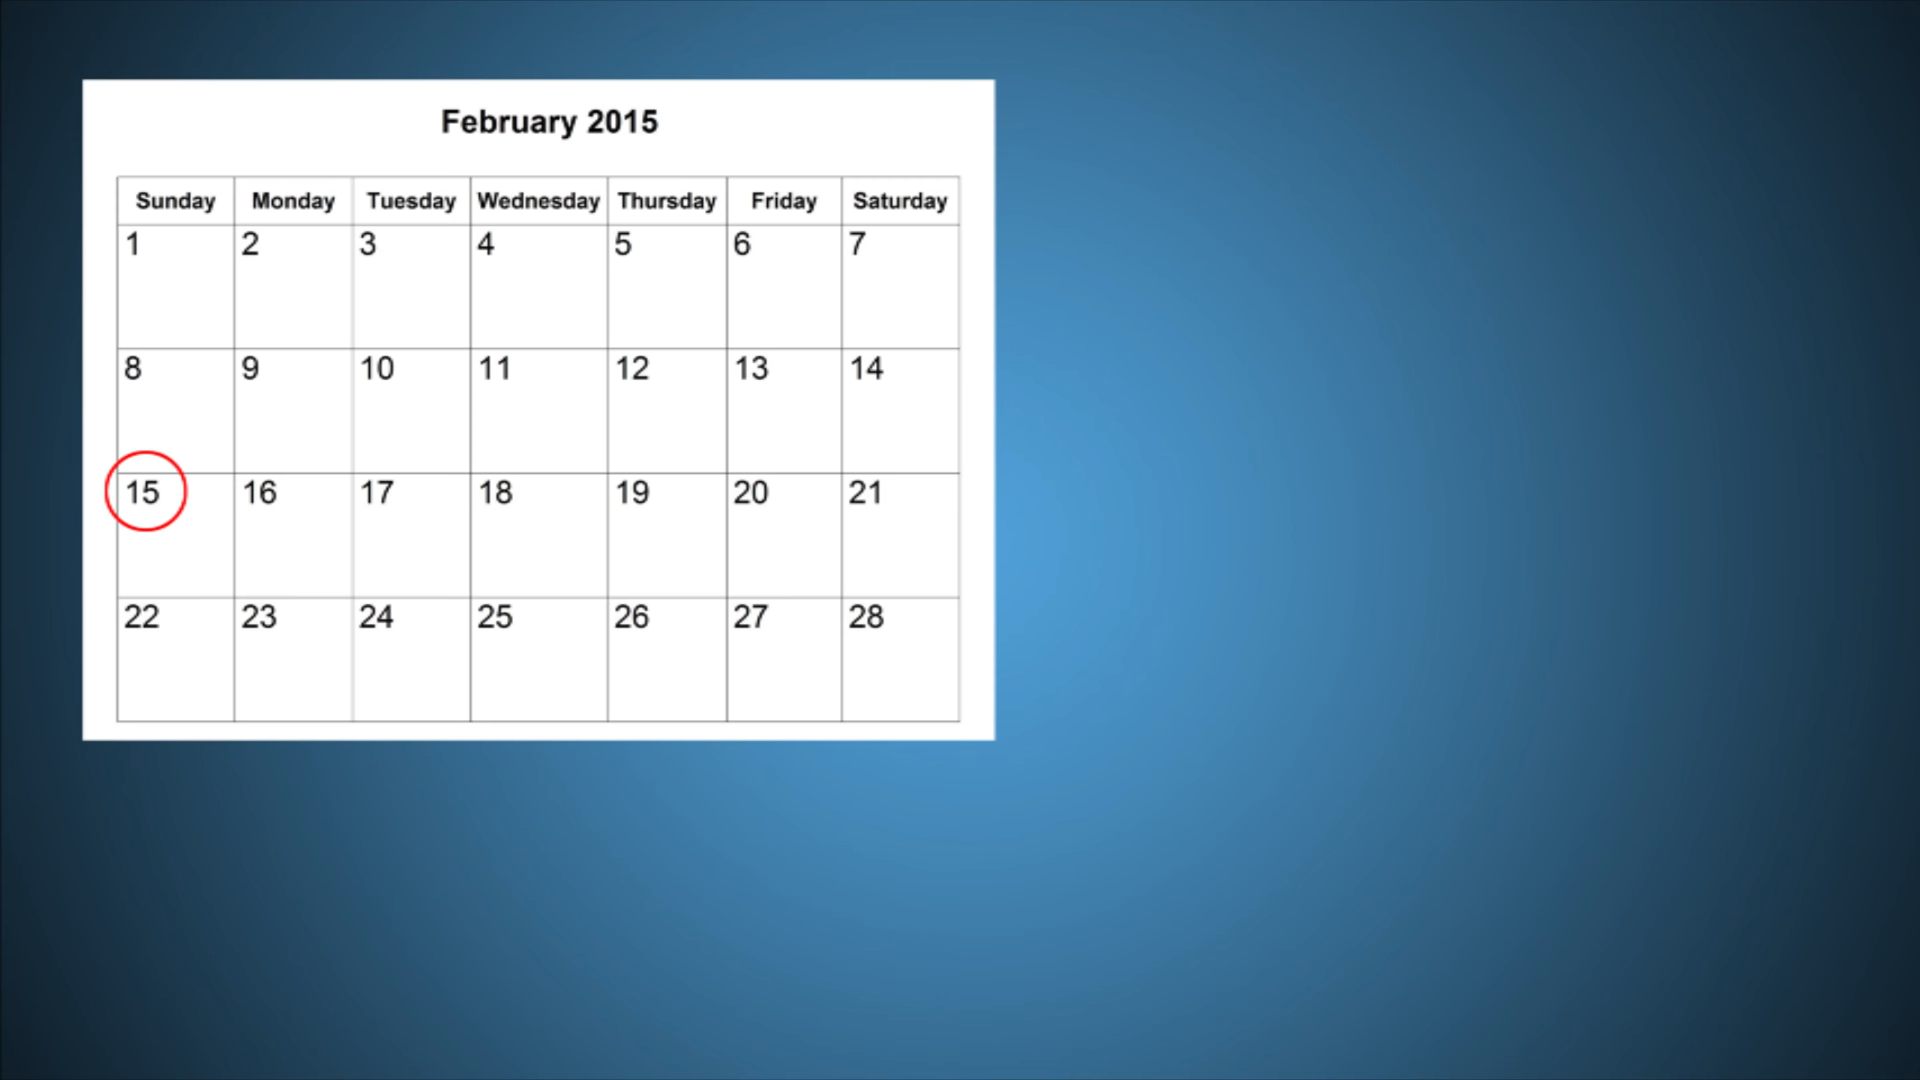 February 2015
Sunday Monday Tuesday Wednesday Thursday Friday Saturday
1 2 3 4 5 6 7
8 9 10 11 12 13 14
15 16 17 18 19 20 21
22 23 24 25 26 27 28